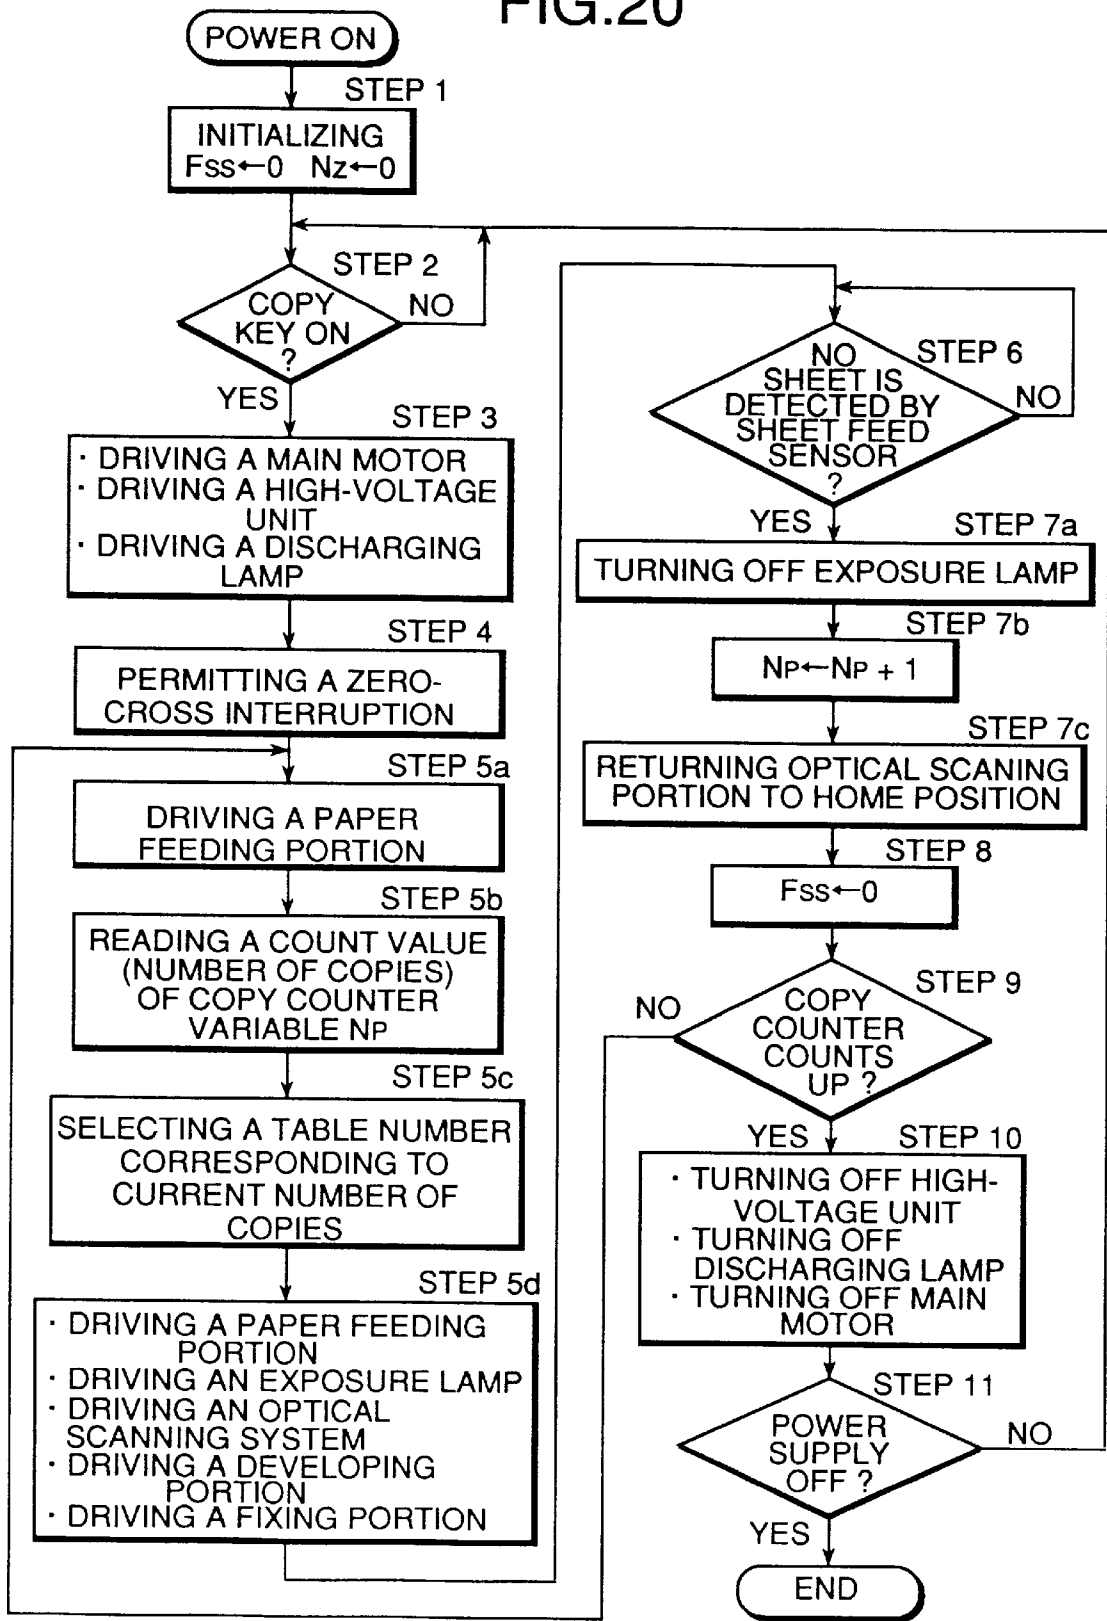 FIG.20
POWER ON
STEP 1
INITIALIZING
FSS←0 NZ←0
STEP 2
COPY
KEY ON
?
NO
YES
STEP 3
· DRIVING A MAIN MOTOR
· DRIVING A HIGH-VOLTAGE
UNIT
· DRIVING A DISCHARGING
LAMP
STEP 4
PERMITTING A ZERO-
CROSS INTERRUPTION
STEP 5a
DRIVING A PAPER
FEEDING PORTION
STEP 5b
READING A COUNT VALUE
(NUMBER OF COPIES)
OF COPY COUNTER
VARIABLE NP
STEP 5c
SELECTING A TABLE NUMBER
CORRESPONDING TO
CURRENT NUMBER OF
COPIES
STEP 5d
· DRIVING A PAPER FEEDING
PORTION
· DRIVING AN EXPOSURE LAMP
· DRIVING AN OPTICAL
SCANNING SYSTEM
· DRIVING A DEVELOPING
PORTION
· DRIVING A FIXING PORTION
STEP 6
NO
SHEET IS
DETECTED BY
SHEET FEED
SENSOR
?
NO
YES
STEP 7a
TURNING OFF EXPOSURE LAMP
STEP 7b
NP←NP + 1
STEP 7c
RETURNING OPTICAL SCANING
PORTION TO HOME POSITION
STEP 8
FSS←0
STEP 9
COPY
COUNTER
COUNTS
UP ?
NO
YES
STEP 10
· TURNING OFF HIGH-
VOLTAGE UNIT
· TURNING OFF
DISCHARGING LAMP
· TURNING OFF MAIN
MOTOR
STEP 11
POWER
SUPPLY
OFF ?
NO
YES
END